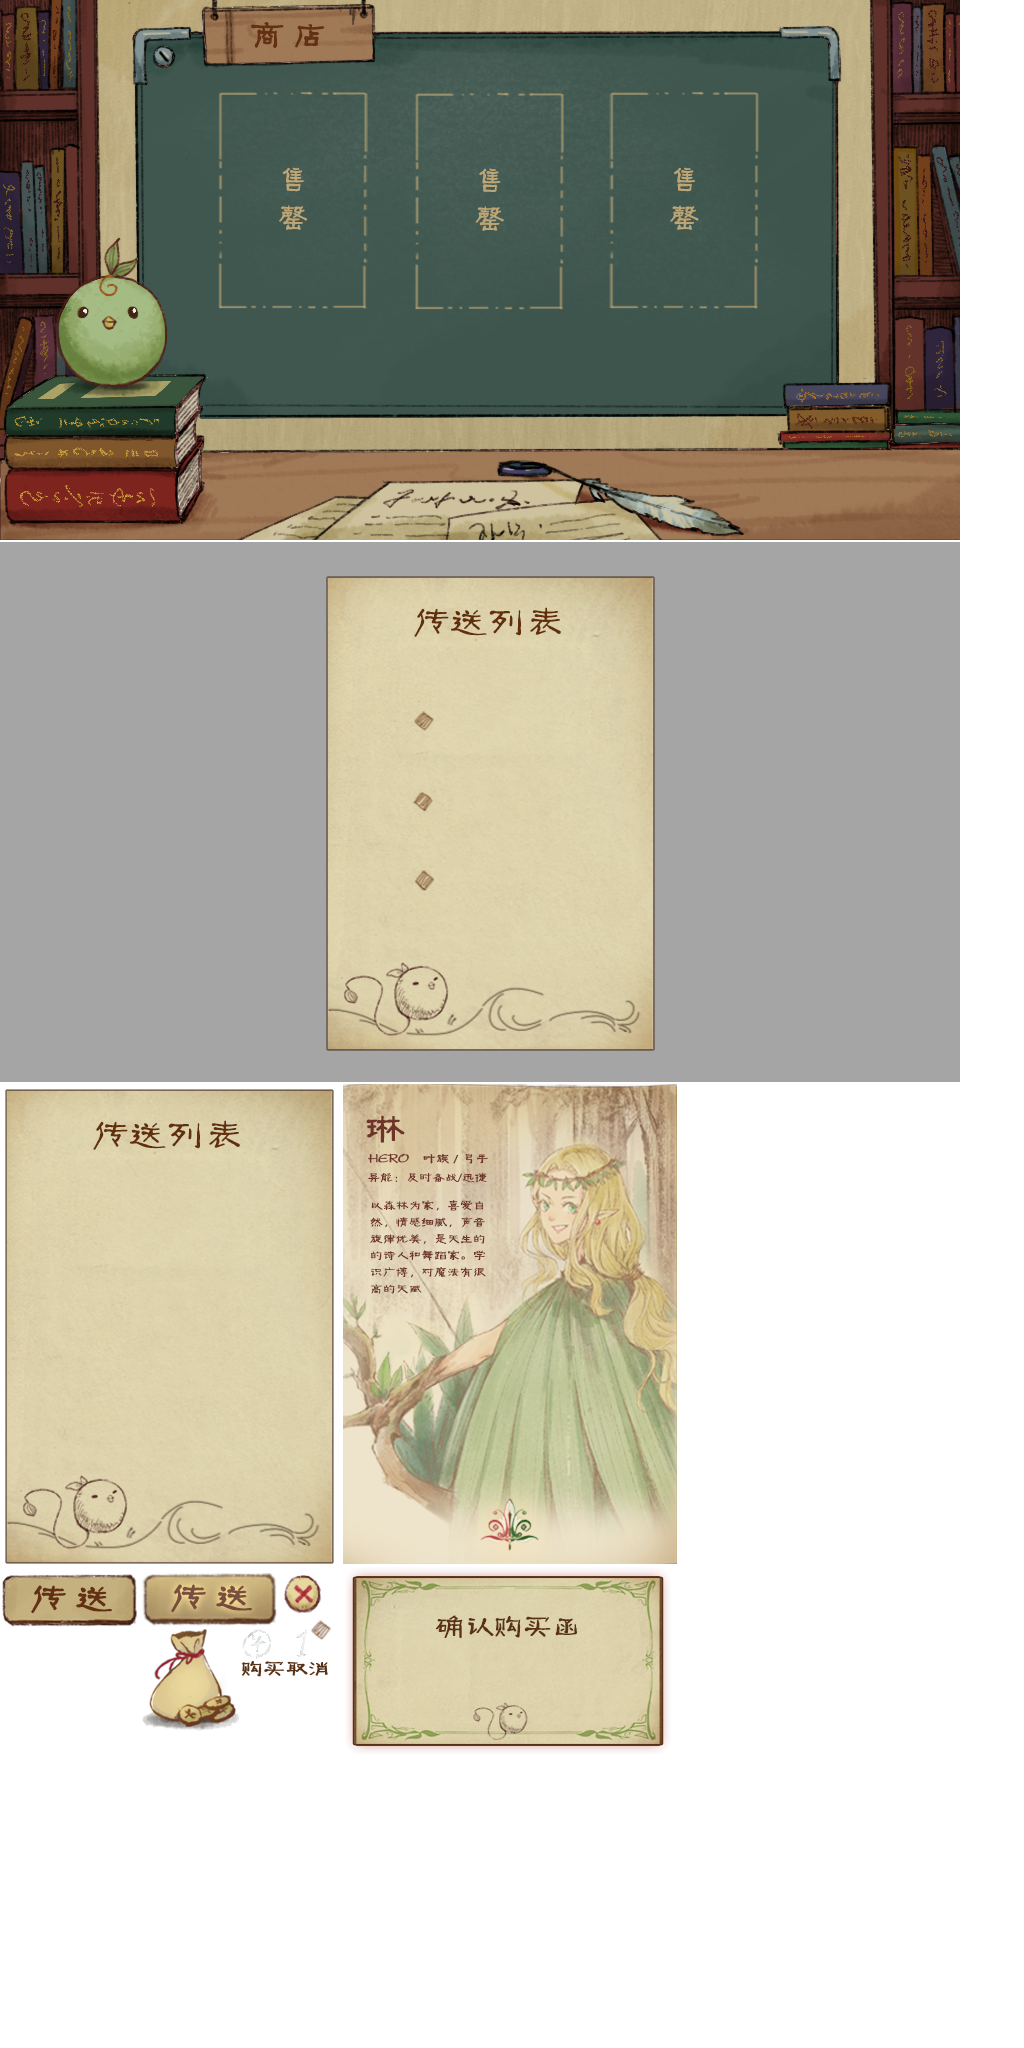 商店
售 售 售
罄 罄 罄
传送列表
传送列表
琳
HERO 叶族 / 弓手
异能：及时备战/迅捷
以森林为家，喜爱自
然，情感细腻，声音
旋律优美，是天生的
的诗人和舞蹈家。学
识广博，对魔法有很
高的天赋
传送
传送
1
购买取消
确认购买函